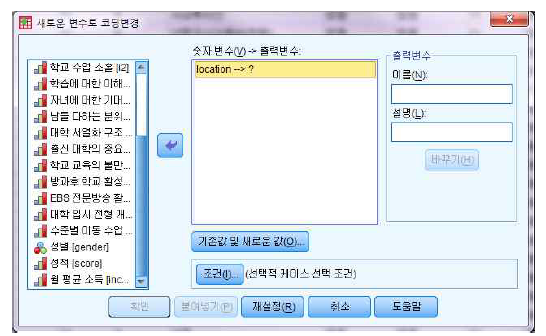 새로운 변수로 코딩변경
숫자 변수(V) -> 출력변수:
location --> ?
출력변수
이름(N):
설명(L):
바꾸기(H)
학교 수업 소홀 [i2]
학습에 대한 이해...
자녀에 대한 기대...
남들 다하는 분위...
대학 서열화 구조...
출신 대학의 중요...
학교 교육의 불만...
방과후 학교 활성...
EBS 전문방송 활...
대학 입시 전형 개...
수준별 이동 수업...
성별 [gender]
성적 [score]
월 평균 소득 [inc...
기존값 및 새로운 값(O)...
조건(I)... (선택적 케이스 선택 조건)
확인 붙여넣기(P) 재설정(R) 취소 도움말